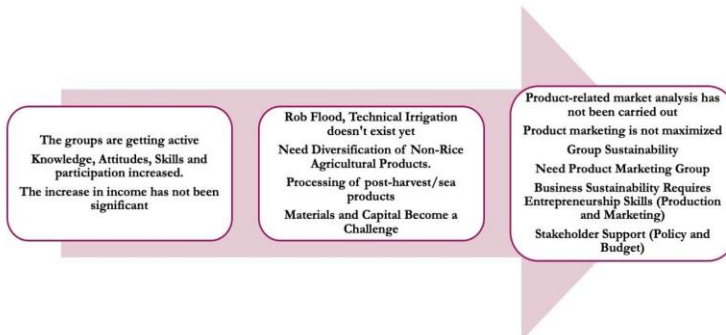 The groups are getting active
Knowledge, Attitudes, Skills and
participation increased.
The increase in income has not been
significant
Rob Flood, Technical Irrigation
doesn't exist yet
Need Diversification of Non-Rice
Agricultural Products.
Processing of post-harvest/sea
products
Materials and Capital Become a
Challenge
Product-related market analysis has
not been carried out
Product marketing is not maximized
Group Sustainability
Need Product Marketing Group
Business Sustainability Requires
Entrepreneurship Skills (Production
and Marketing)
Stakeholder Support (Policy and
Budget)